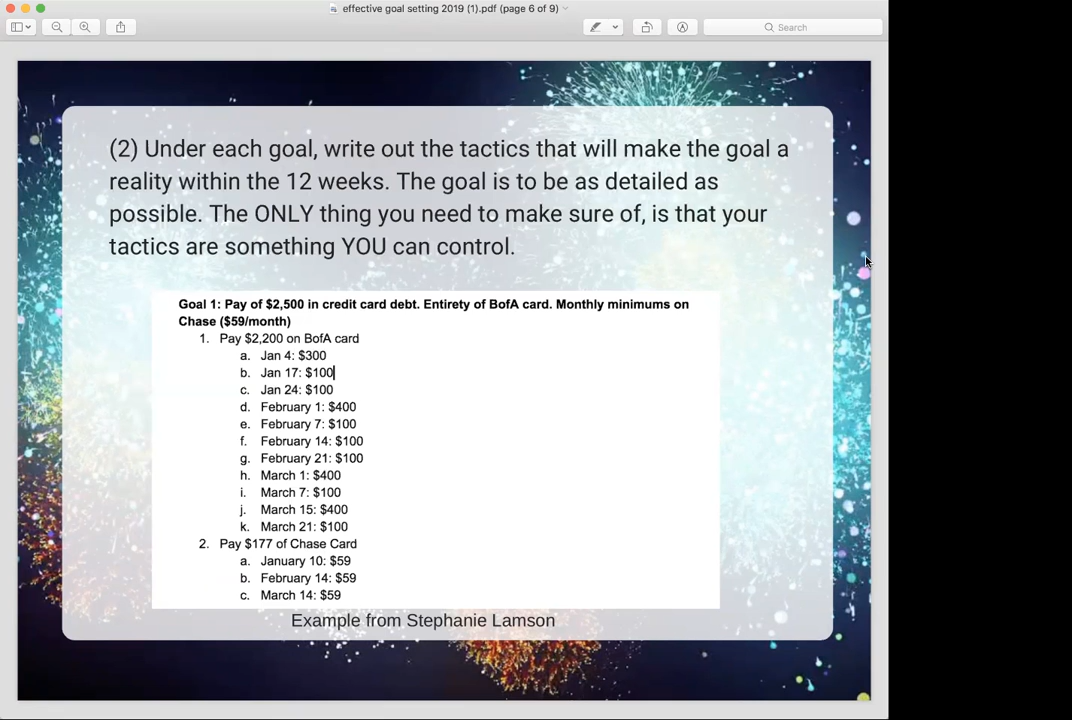 effective goal setting 2019 (1).pdf (page 6 of 9)
Search
(2) Under each goal, write out the tactics that will make the goal a
reality within the 12 weeks. The goal is to be as detailed as
possible. The ONLY thing you need to make sure of, is that your
tactics are something YOU can control.
Goal 1: Pay of $2,500 in credit card debt. Entirety of BofA card. Monthly minimums on
Chase ($59/month)
1. Pay $2,200 on BofA card
a. Jan 4: $300
b. Jan 17: $100
c. Jan 24: $100
d. February 1: $400
e. February 7: $100
f. February 14: $100
g. February 21: $100
h. March 1: $400
i. March 7: $100
j. March 15: $400
k. March 21: $100
2. Pay $177 of Chase Card
a. January 10: $59
b. February 14: $59
c. March 14: $59
Example from Stephanie Lamson